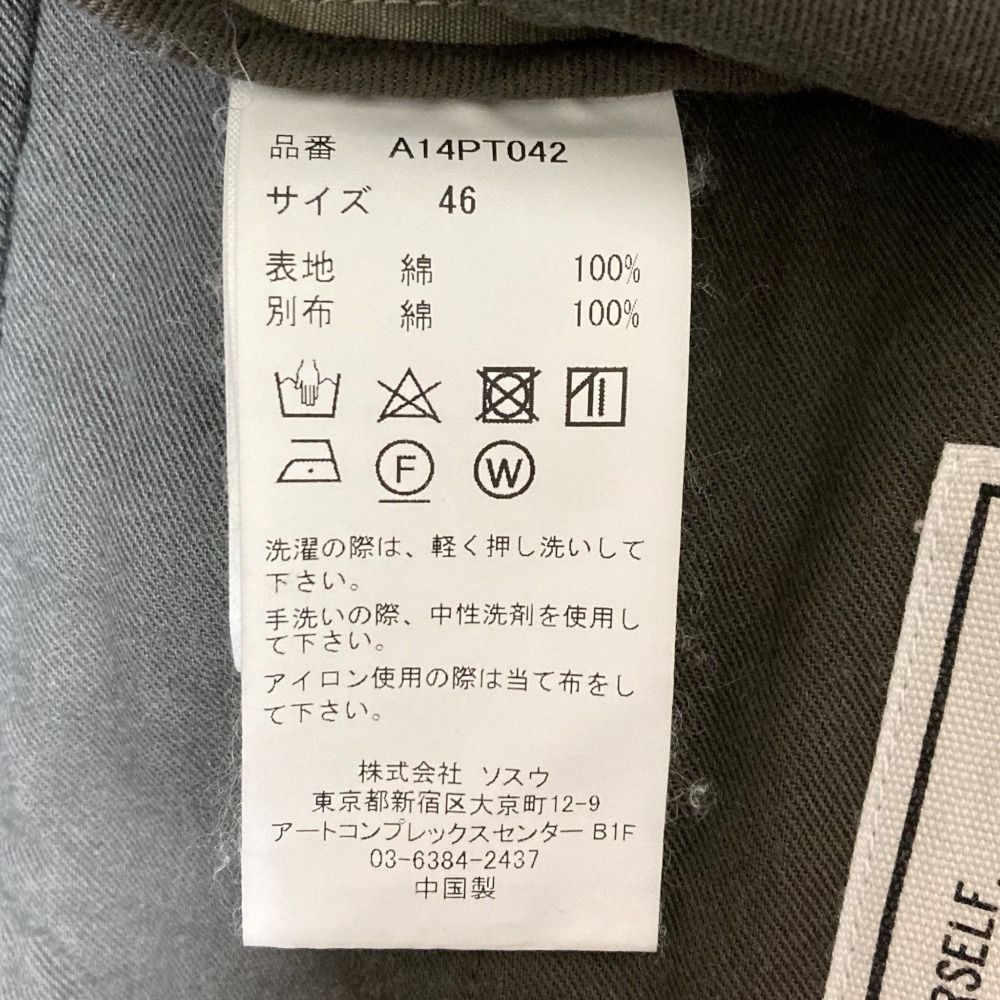 品番 A14PT042
サイズ 46
表地 綿 100%
別布 綿 100%
F W
洗濯の際は、軽く押し洗いして
下さい。
手洗いの際、中性洗剤を使用し
て下さい。
アイロン使用の際は当て布をし
て下さい。
株式会社 ソスウ
東京都新宿区大京町12-9
アートコンプレックスセンター B1F
03-6384-2437
中国製